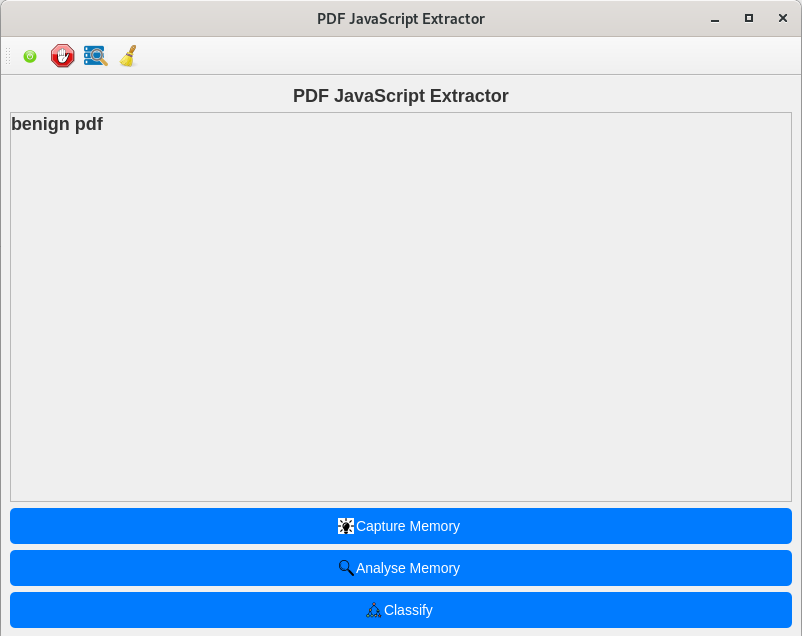 PDF JavaScript Extractor
PDF JavaScript Extractor
benign pdf
Capture Memory
Analyse Memory
Classify